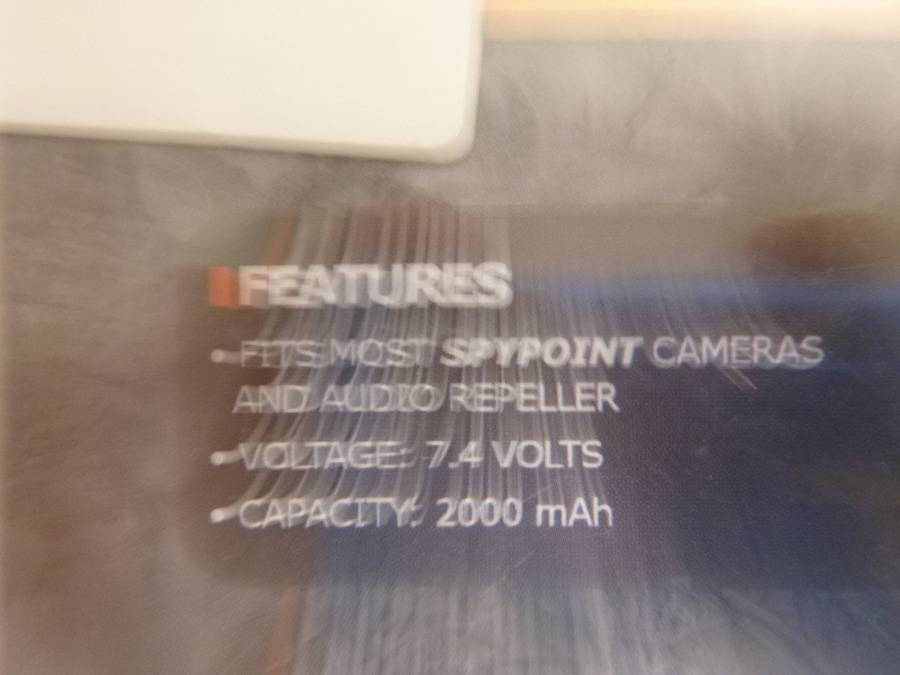 FEATURES
• FITS MOST SPYPOINT CAMERAS
AND AUDIO REPELLER
• VOLTAGE: 7.4 VOLTS
• CAPACITY: 2000 mAh